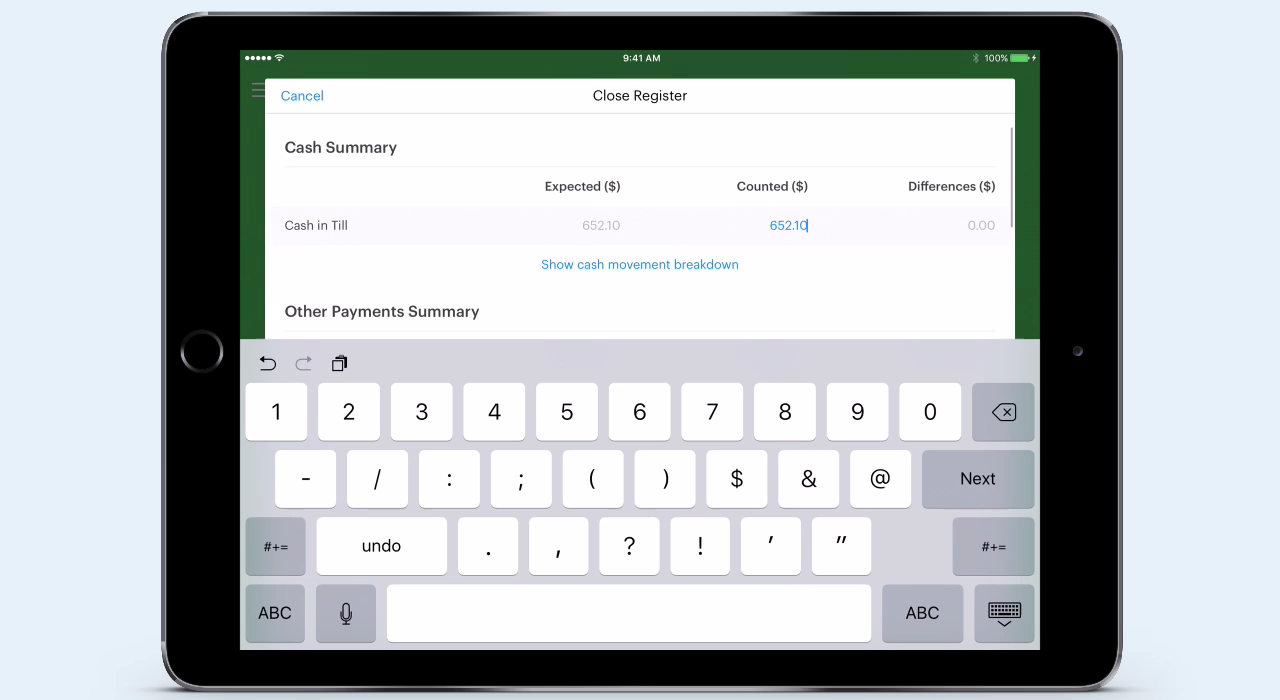 9:41 AM 100%
Cancel Close Register
Cash Summary
Expected ($) Counted ($) Differences ($)
Cash in Till 652.10 652.10 0.00
Show cash movement breakdown
Other Payments Summary
1 2 3 4 5 6 7 8 9 0
- / : ; ( ) $ & @ Next
#+= undo . , ? ! ' " #+=
ABC ABC